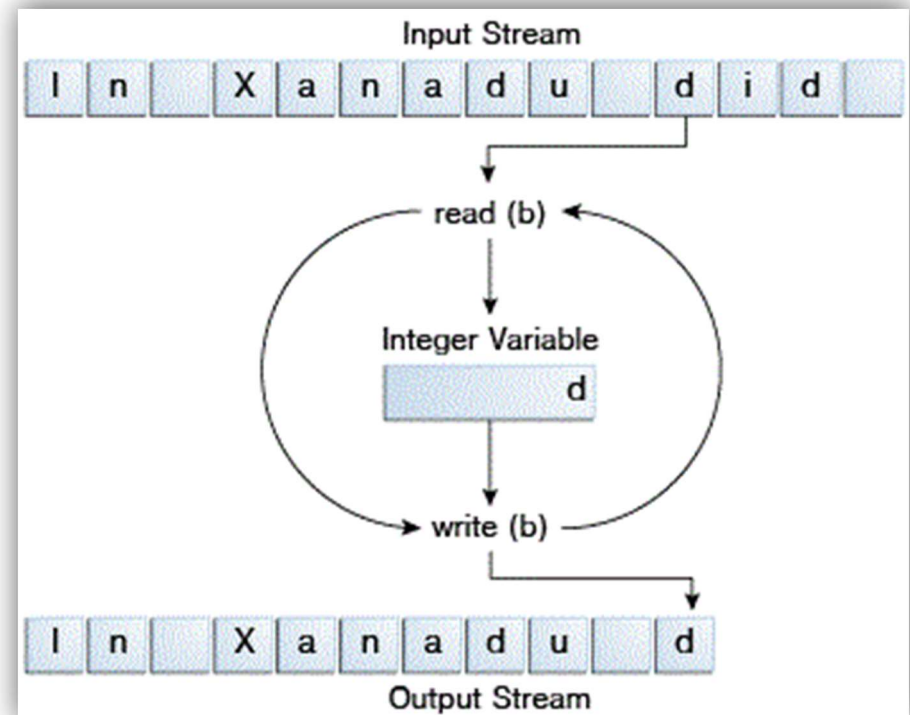 Input Stream
I n   X a n a d u   d i d
read (b)
Integer Variable
d
write (b)
I n   X a n a d u   d
Output Stream